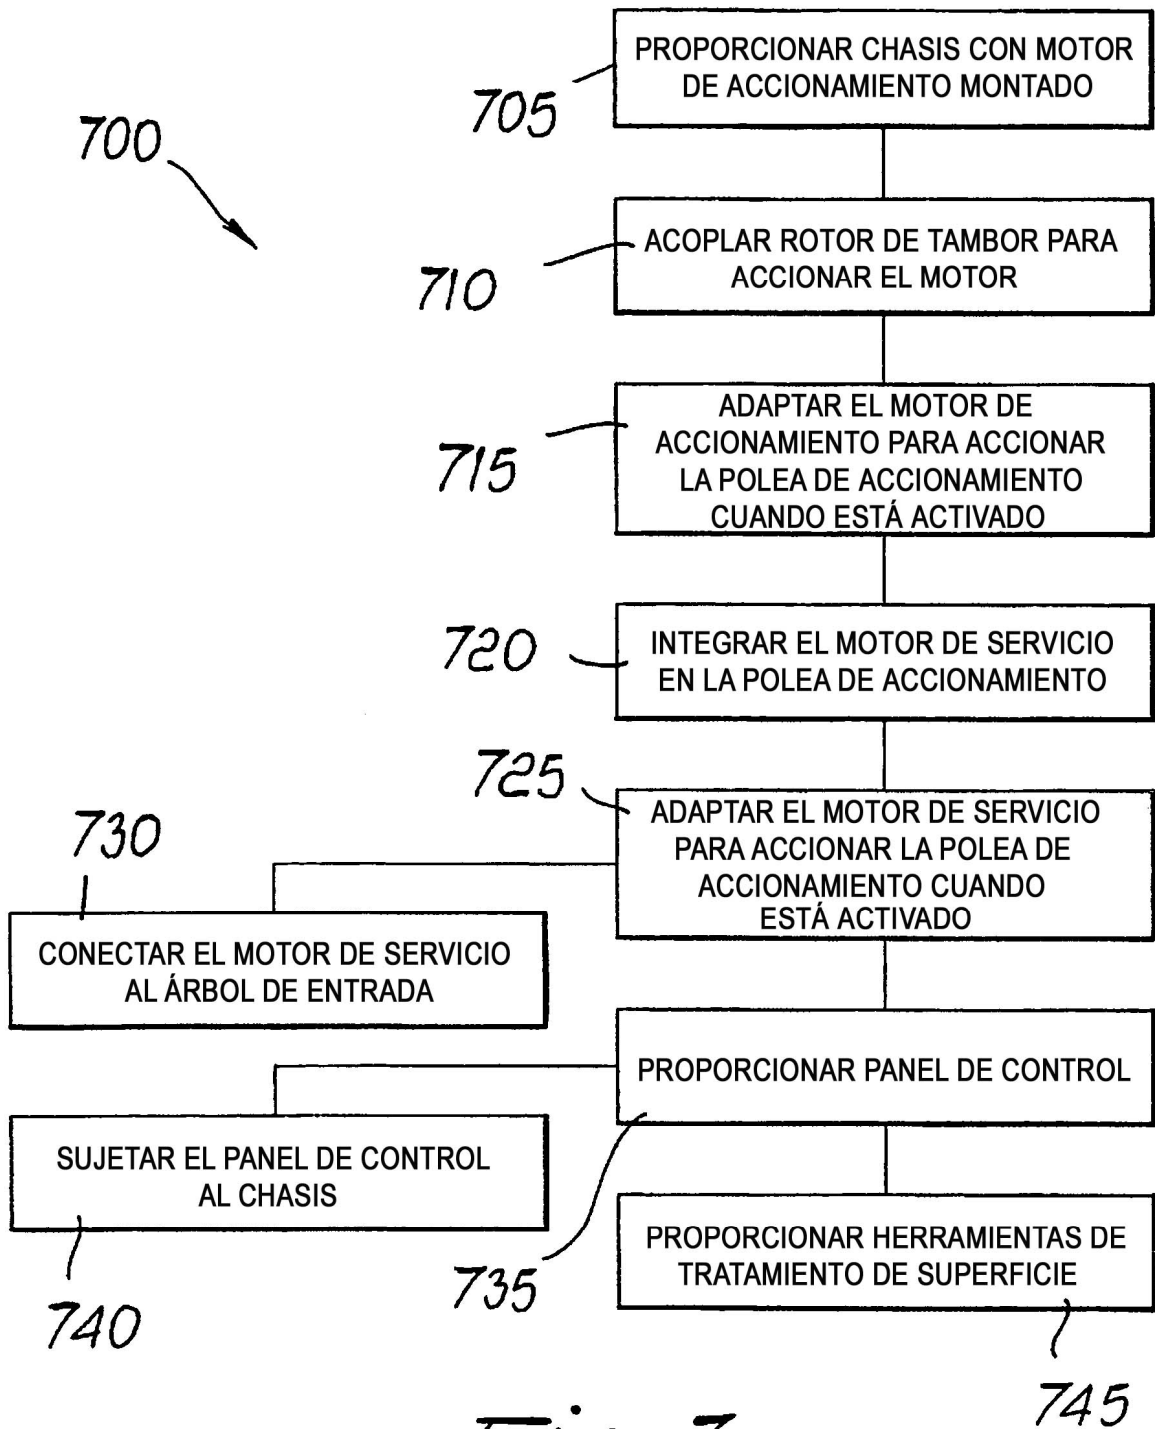 PROPORCIONAR CHASIS CON MOTOR
DE ACCIONAMIENTO MONTADO
705
700
ACOPLAR ROTOR DE TAMBOR PARA
ACCIONAR EL MOTOR
710
ADAPTAR EL MOTOR DE
ACCIONAMIENTO PARA ACCIONAR
LA POLEA DE ACCIONAMIENTO
CUANDO ESTÁ ACTIVADO
715
INTEGRAR EL MOTOR DE SERVICIO
EN LA POLEA DE ACCIONAMIENTO
720
725
ADAPTAR EL MOTOR DE SERVICIO
PARA ACCIONAR LA POLEA DE
ACCIONAMIENTO CUANDO
ESTÁ ACTIVADO
730
CONECTAR EL MOTOR DE SERVICIO
AL ÁRBOL DE ENTRADA
PROPORCIONAR PANEL DE CONTROL
735
SUJETAR EL PANEL DE CONTROL
AL CHASIS
740
PROPORCIONAR HERRAMIENTAS DE
TRATAMIENTO DE SUPERFICIE
745